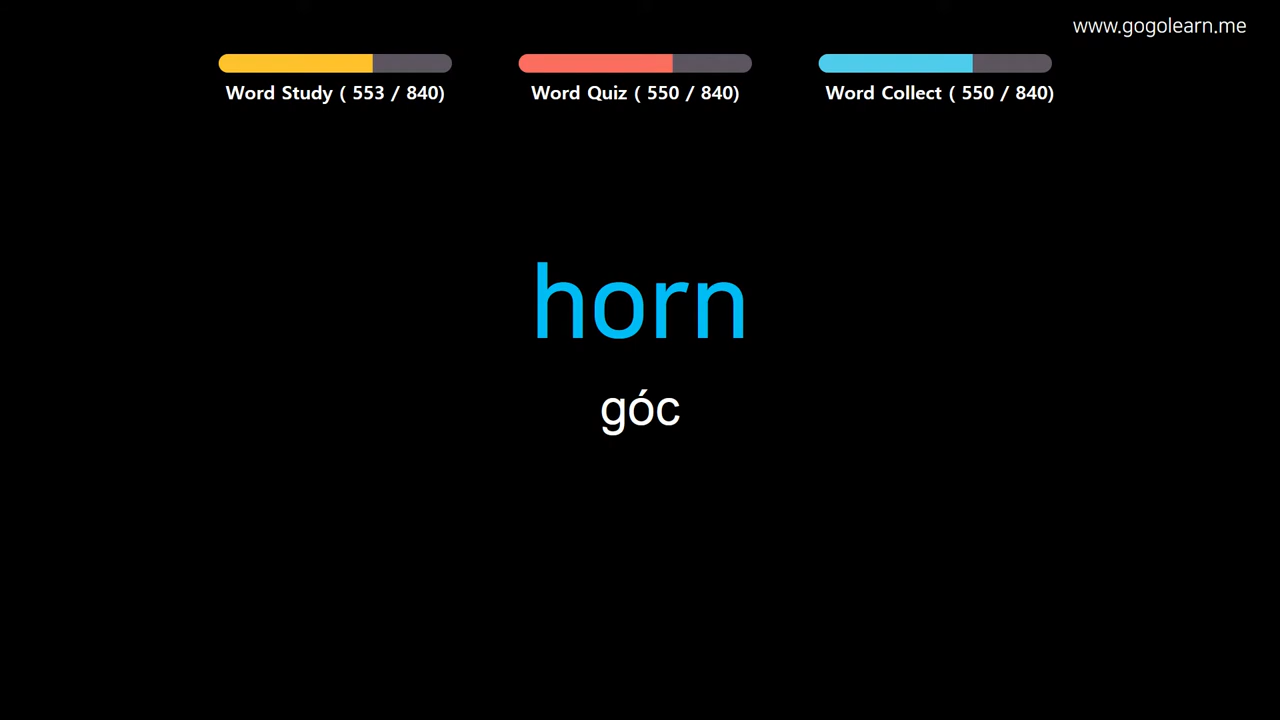 www.gogolearn.me
Word Study ( 553 / 840)
Word Quiz ( 550 / 840)
Word Collect ( 550 / 840)
horn
góc